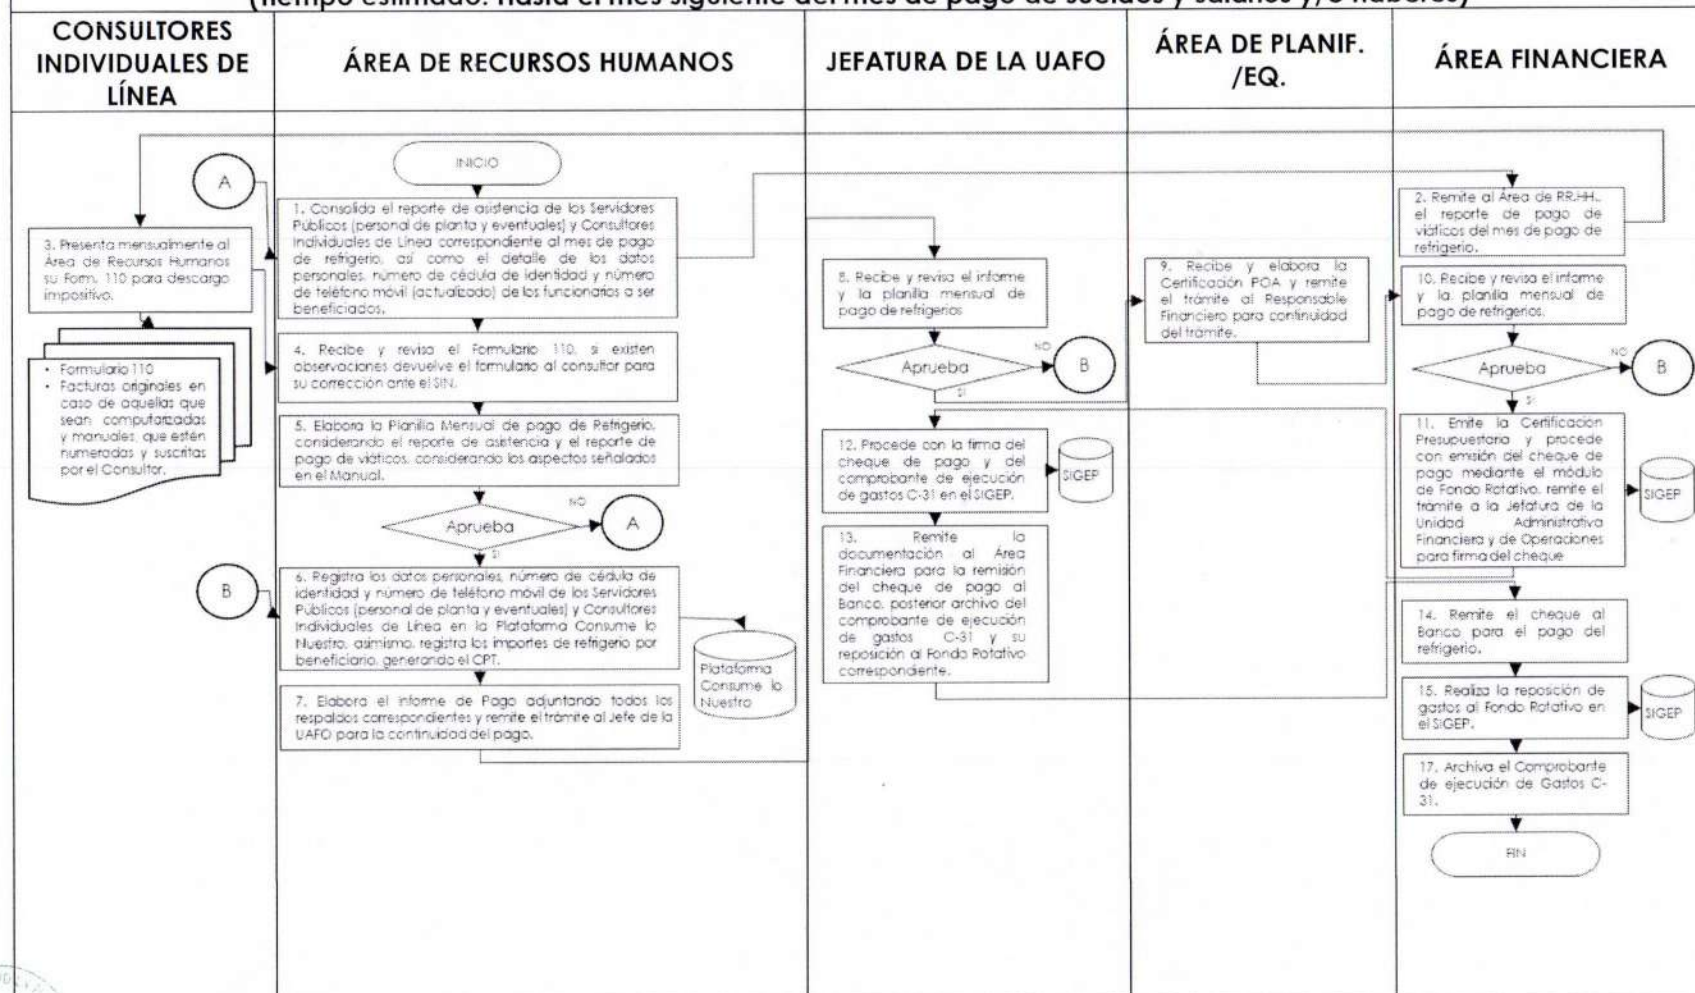 (Tiempo estimado: Hasta el mes siguiente del mes de pago de sueldos y salarios y/o haberes)
CONSULTORES
INDIVIDUALES DE
LÍNEA
ÁREA DE RECURSOS HUMANOS
JEFATURA DE LA UAFO
ÁREA DE PLANIF.
/EQ.
ÁREA FINANCIERA
INICIO
A
1. Consolida el reporte de asistencia de los Servidores
Públicos (personal de planta y eventuales) y Consultores
Individuales de Línea correspondiente al mes de pago
de refrigerio, así como el detalle de los datos
personales, número de cédula de identidad y número
de teléfono móvil (actualizado) de los funcionarios a ser
beneficiados.
2. Remite al Área de RR.HH.,
el reporte de pago de
viáticos del mes de pago de
refrigerio.
3. Presenta mensualmente al
Área de Recursos Humanos
su Form. 110 para descargo
impositivo.
• Formulario 110
• Facturas originales en
caso de aquellas que
sean computarizadas
y manuales, que estén
numeradas y suscritas
por el Consultor.
4. Recibe y revisa el Formulario 110, si existen
observaciones devuelve el formulario al consultor para
su corrección ante el SIN.
5. Elabora la Planilla Mensual de pago de Refrigerio,
considerando el reporte de asistencia y el reporte de
pago de viáticos, considerando los aspectos señalados
en el Manual.
Aprueba
NO
A
SI
B
6. Registra los datos personales, número de cédula de
identidad y número de teléfono móvil de los Servidores
Públicos (personal de planta y eventuales) y Consultores
Individuales de Línea en la Plataforma Consume lo
Nuestro, asimismo, registra los importes de refrigerio por
beneficiario, generando el CPT.
Plataforma
Consume lo
Nuestro
7. Elabora el informe de Pago adjuntando todos los
respaldos correspondientes y remite el trámite al Jefe de la
UAFO para la continuidad del pago.
8. Recibe y revisa el informe
y la planilla mensual de
pago de refrigerios
Aprueba
NO
B
SI
9. Recibe y elabora la
Certificación POA y remite
el trámite al Responsable
Financiero para continuidad
del trámite.
10. Recibe y revisa el informe
y la planilla mensual de
pago de refrigerios.
Aprueba
NO
B
SI
11. Emite la Certificación
Presupuestaria y procede
con emisión del cheque de
pago mediante el módulo
de Fondo Rotativo, remite el
trámite a la Jefatura de la
Unidad Administrativa
Financiera y de Operaciones
para firma del cheque
SIGEP
12. Procede con la firma del
cheque de pago y del
comprobante de ejecución
de gastos C-31 en el SIGEP.
SIGEP
13. Remite la
documentación al Área
Financiera para la remisión
del cheque de pago al
Banco, posterior archivo del
comprobante de ejecución
de gastos C-31 y su
reposición al Fondo Rotativo
correspondiente.
14. Remite el cheque al
Banco para el pago del
refrigerio.
15. Realiza la reposición de
gastos al Fondo Rotativo en
el SIGEP.
SIGEP
17. Archiva el Comprobante
de ejecución de Gastos C-
31.
FIN